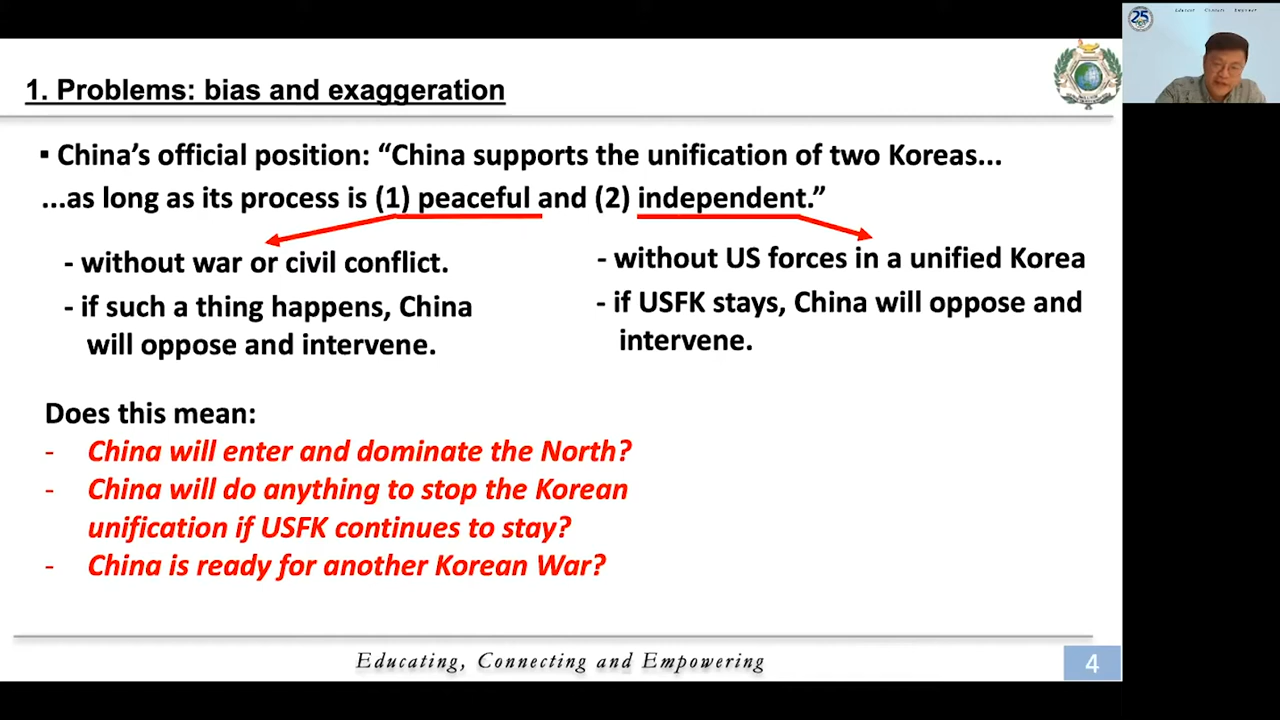 25
1. Problems: bias and exaggeration
▪ China’s official position: “China supports the unification of two Koreas...
...as long as its process is (1) peaceful and (2) independent.”
- without war or civil conflict.
- if such a thing happens, China
will oppose and intervene.
- without US forces in a unified Korea
- if USFK stays, China will oppose and
intervene.
Does this mean:
- China will enter and dominate the North?
- China will do anything to stop the Korean
unification if USFK continues to stay?
- China is ready for another Korean War?
Educating, Connecting and Empowering
4